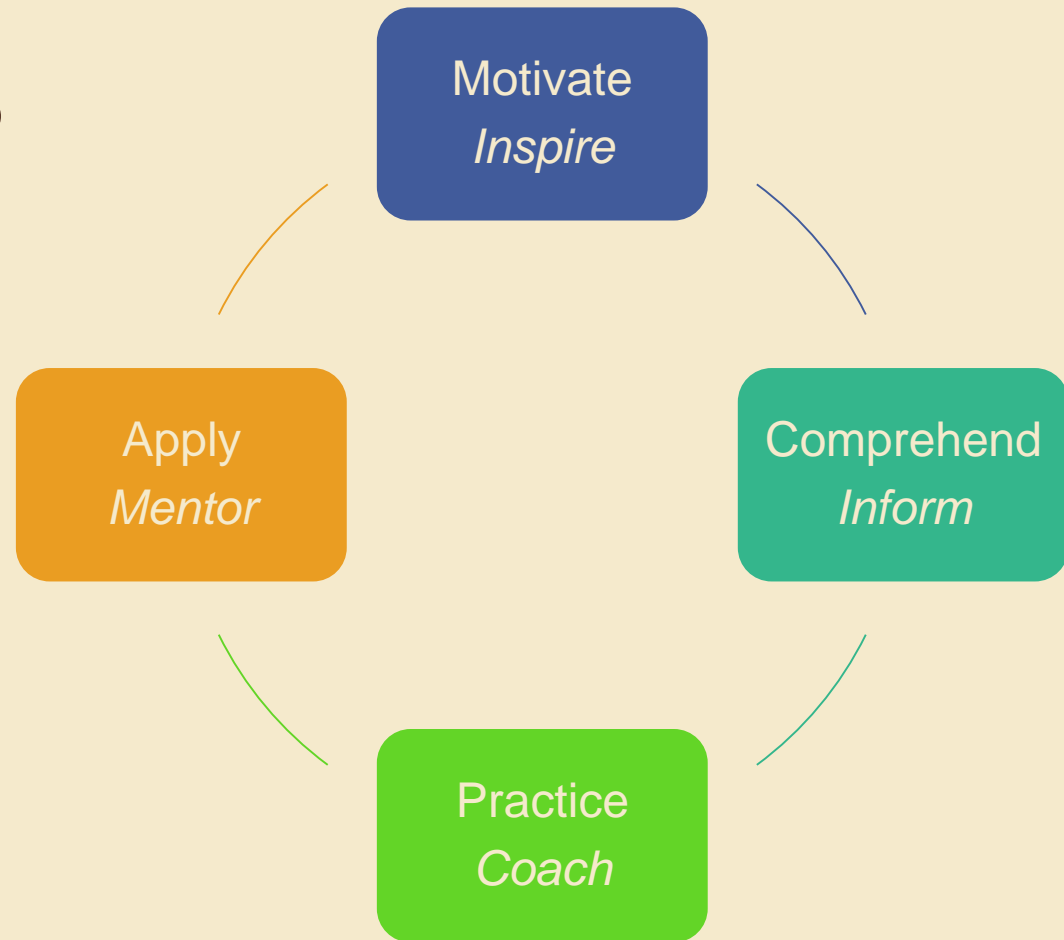 Motivate
Inspire
Comprehend
Inform
Practice
Coach
Apply
Mentor